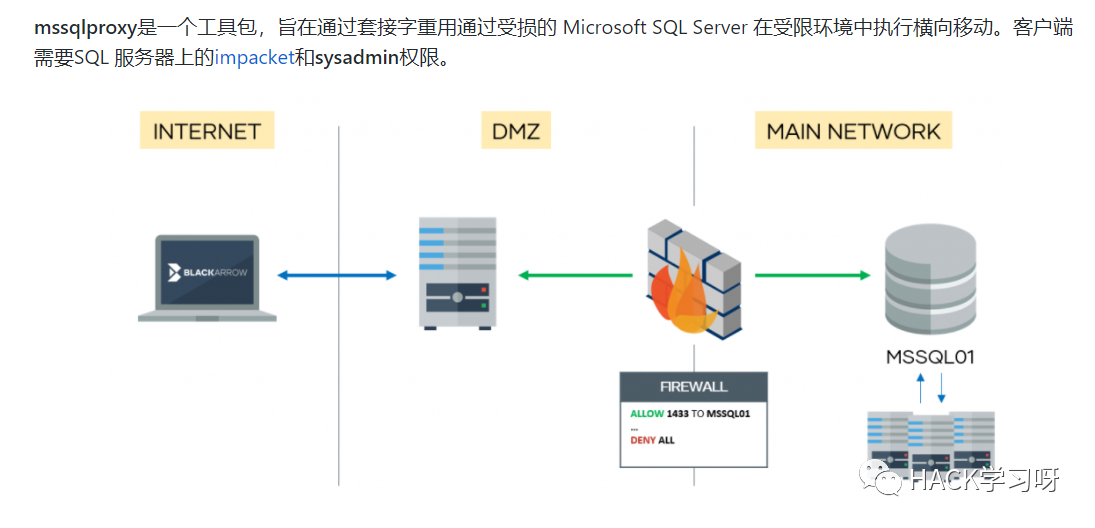 mssqlproxy是一个工具包，旨在通过套接字重用通过受损的 Microsoft SQL Server 在受限环境中执行横向移动。客户端
需要SQL 服务器上的impacket和sysadmin权限。
INTERNET
DMZ
MAIN NETWORK
BLACKARROW
MSSQL01
FIREWALL
ALLOW 1433 TO MSSQL01
...
DENY ALL
HACK学习呀